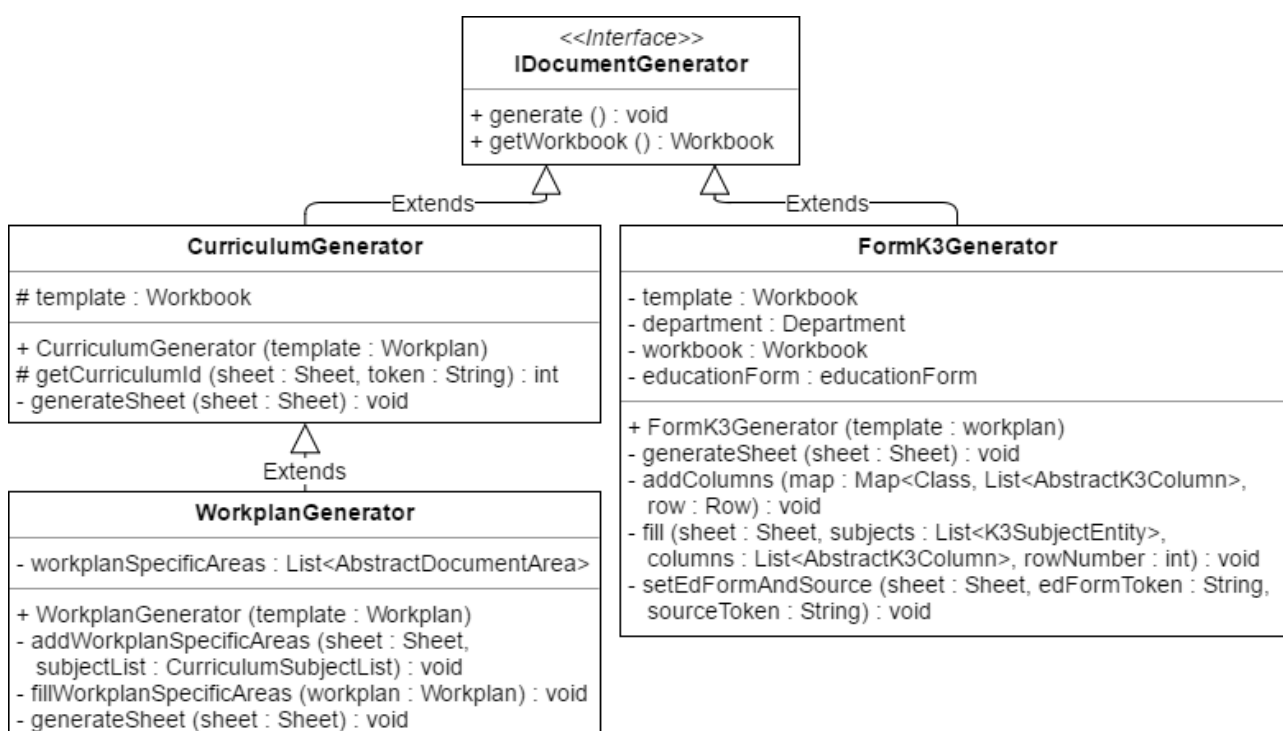 <<Interface>>
IDocumentGenerator
+ generate () : void
+ getWorkbook () : Workbook
Extends
Extends
CurriculumGenerator
# template : Workbook
+ CurriculumGenerator (template : Workplan)
# getCurriculumId (sheet : Sheet, token : String) : int
- generateSheet (sheet : Sheet) : void
Extends
WorkplanGenerator
- workplanSpecificAreas : List<AbstractDocumentArea>
+ WorkplanGenerator (template : Workplan)
- addWorkplanSpecificAreas (sheet : Sheet,
subjectList : CurriculumSubjectList) : void
- fillWorkplanSpecificAreas (workplan : Workplan) : void
- generateSheet (sheet : Sheet) : void
FormK3Generator
- template : Workbook
- department : Department
- workbook : Workbook
- educationForm : educationForm
+ FormK3Generator (template : workplan)
- generateSheet (sheet : Sheet) : void
- addColumns (map : Map<Class, List<AbstractK3Column>,
row : Row) : void
- fill (sheet : Sheet, subjects : List<K3SubjectEntity>,
columns : List<AbstractK3Column>, rowNumber : int) : void
- setEdFormAndSource (sheet : Sheet, edFormToken : String,
sourceToken : String) : void